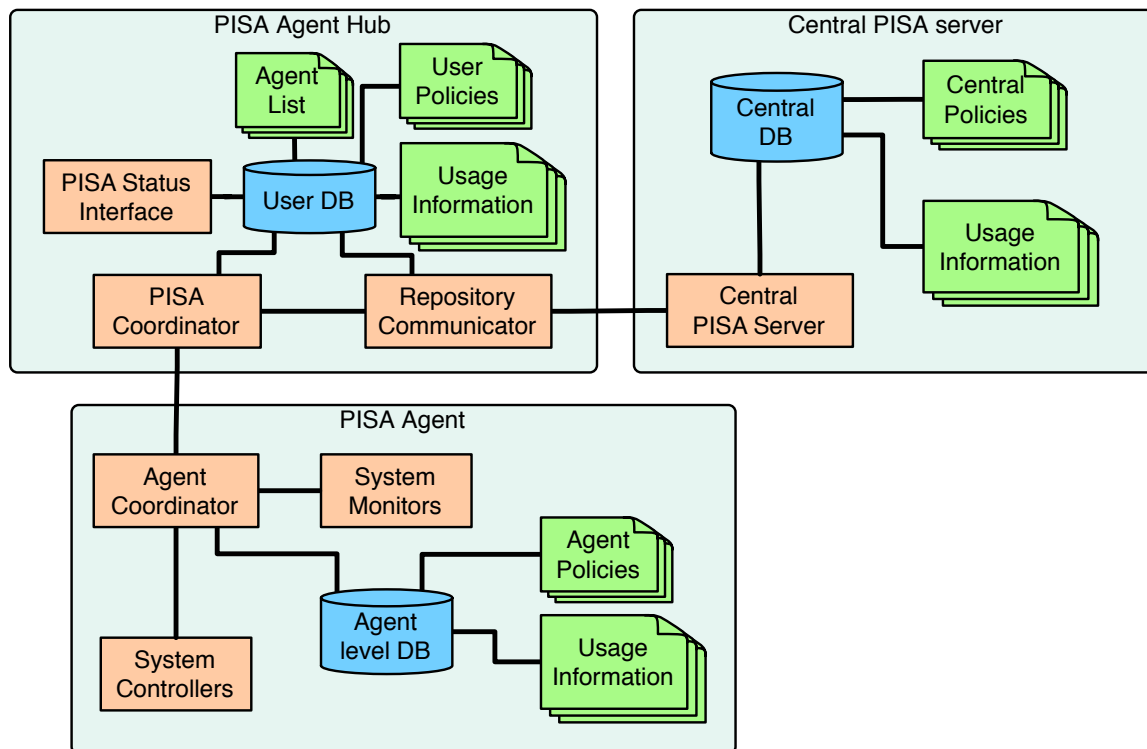 PISA Agent Hub
Agent
List
User
Policies
PISA Status
Interface
User DB
Usage
Information
PISA
Coordinator
Repository
Communicator
Central PISA server
Central
DB
Central
Policies
Usage
Information
Central
PISA Server
PISA Agent
Agent
Coordinator
System
Monitors
Agent
Policies
Agent
level DB
Usage
Information
System
Controllers